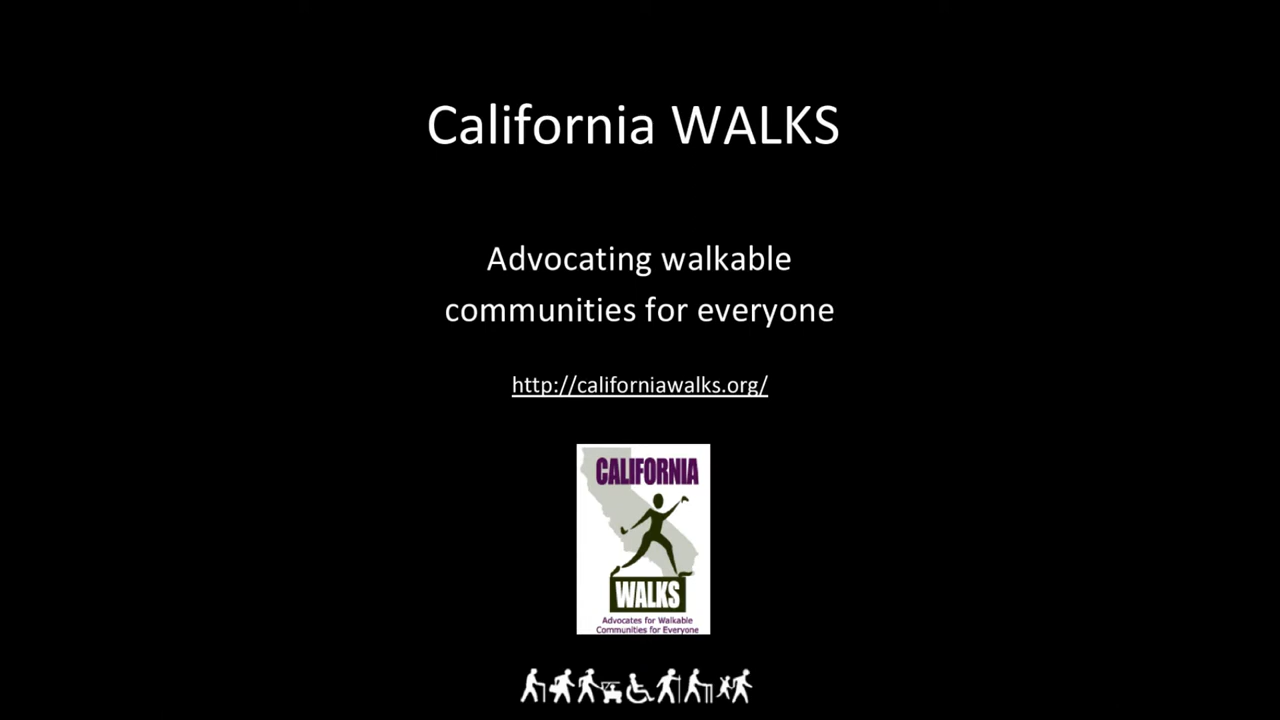 California WALKS
Advocating walkable
communities for everyone
http://californiawalks.org/
CALIFORNIA
WALKS
Advocates for Walkable
Communities for Everyone